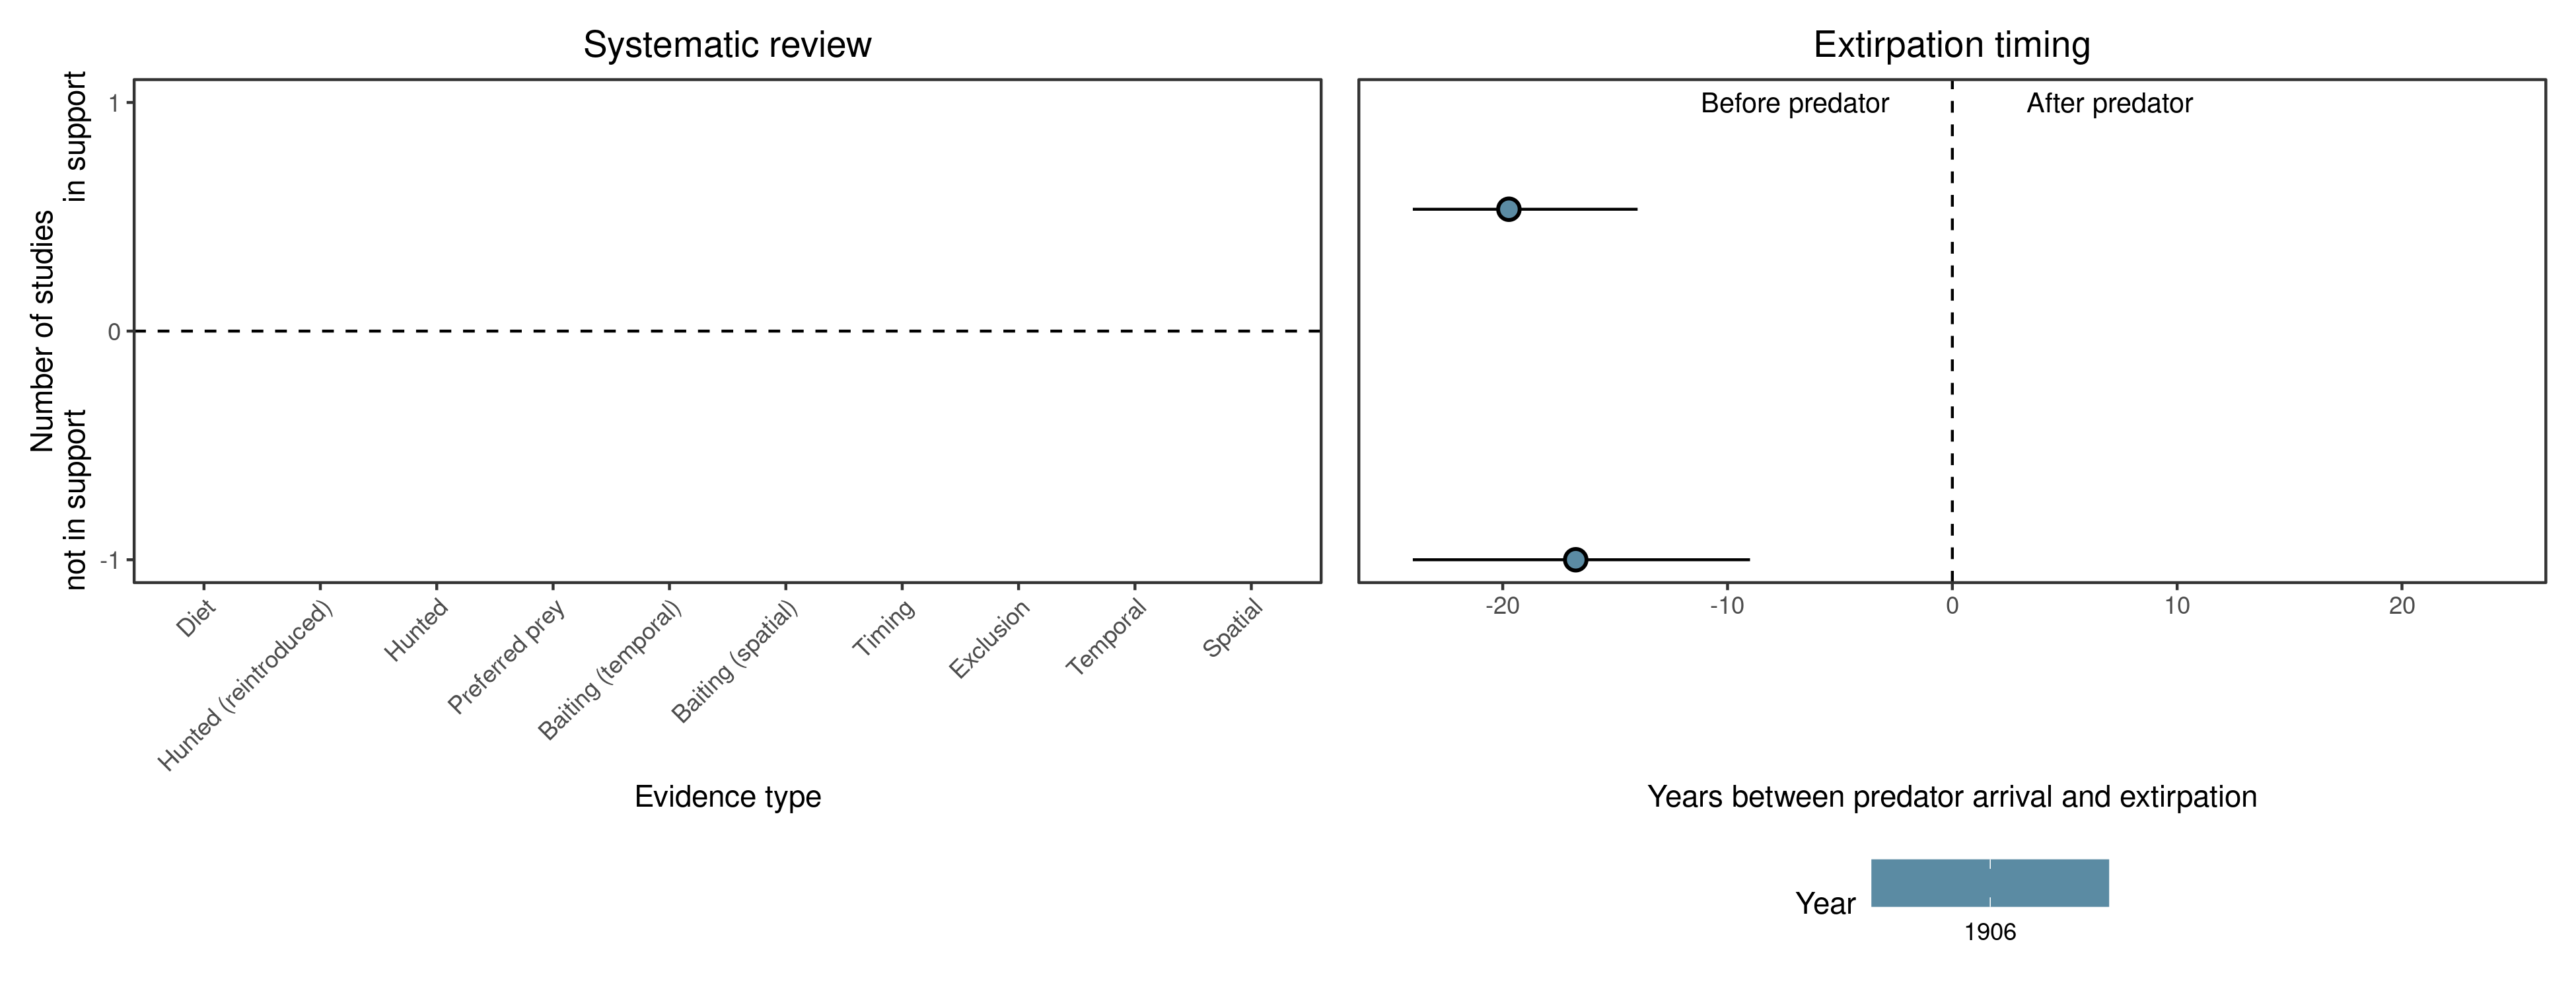 Systematic review
Number of studies
not in support
in support
1
0
-1
Diet
Hunted (reintroduced)
Hunted
Preferred prey
Baiting (temporal)
Baiting (spatial)
Timing
Exclusion
Temporal
Spatial
Evidence type
Extirpation timing
Before predator
After predator
-20
-10
0
10
20
Years between predator arrival and extirpation
Year
1906